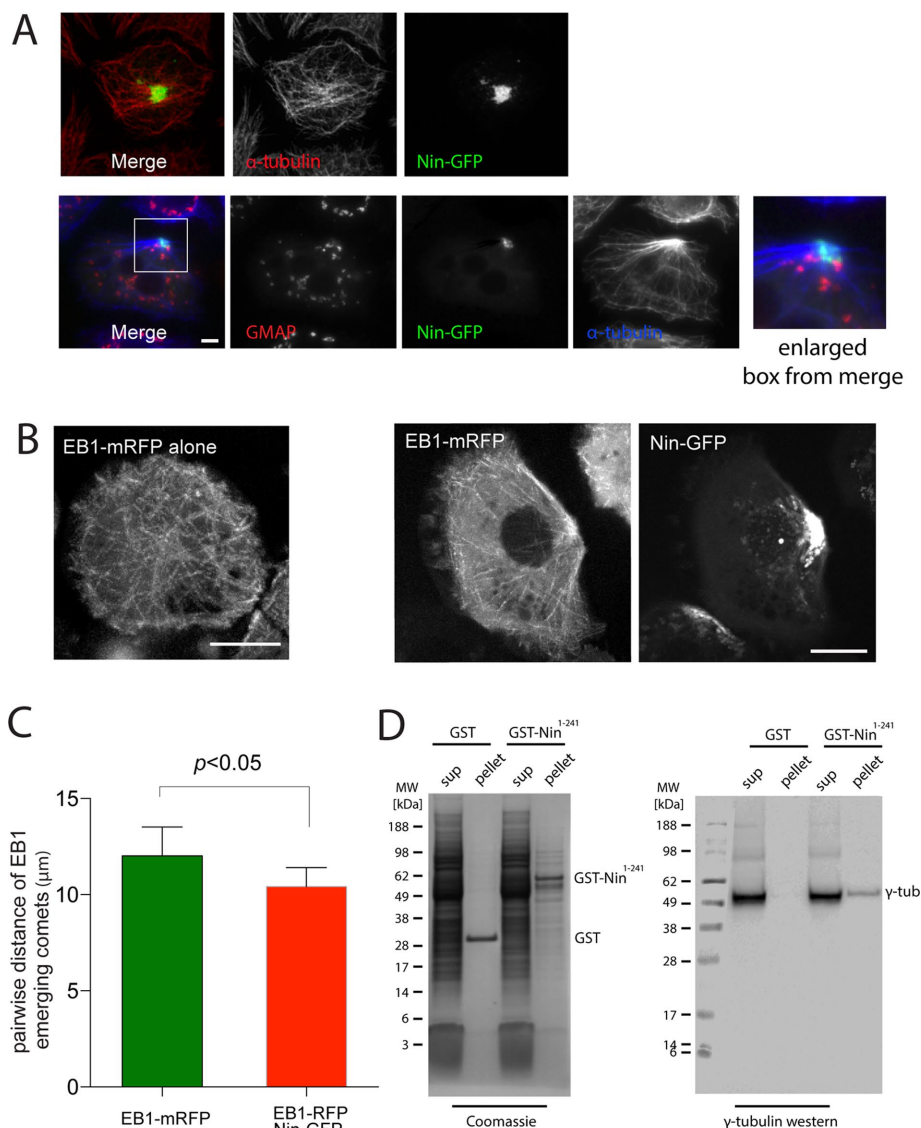 A
Merge
α-tubulin
Nin-GFP
Merge
GMAP
Nin-GFP
α-tubulin
enlarged
box from merge
B
EB1-mRFP alone
EB1-mRFP
Nin-GFP
C
p<0.05
pairwise distance of EB1
emerging comets (μm)
15
10
5
0
EB1-mRFP
EB1-RFP
Nin-GFP
D
GST
GST-Nin¹⁻²⁴¹
sup
pellet
sup
pellet
MW
[kDa]
188
98
62
49
38
28
17
14
6
3
GST-Nin¹⁻²⁴¹
GST
Coomassie
GST
GST-Nin¹⁻²⁴¹
sup
pellet
sup
pellet
MW
[kDa]
188
98
62
49
38
28
17
14
6
γ-tub
γ-tubulin western